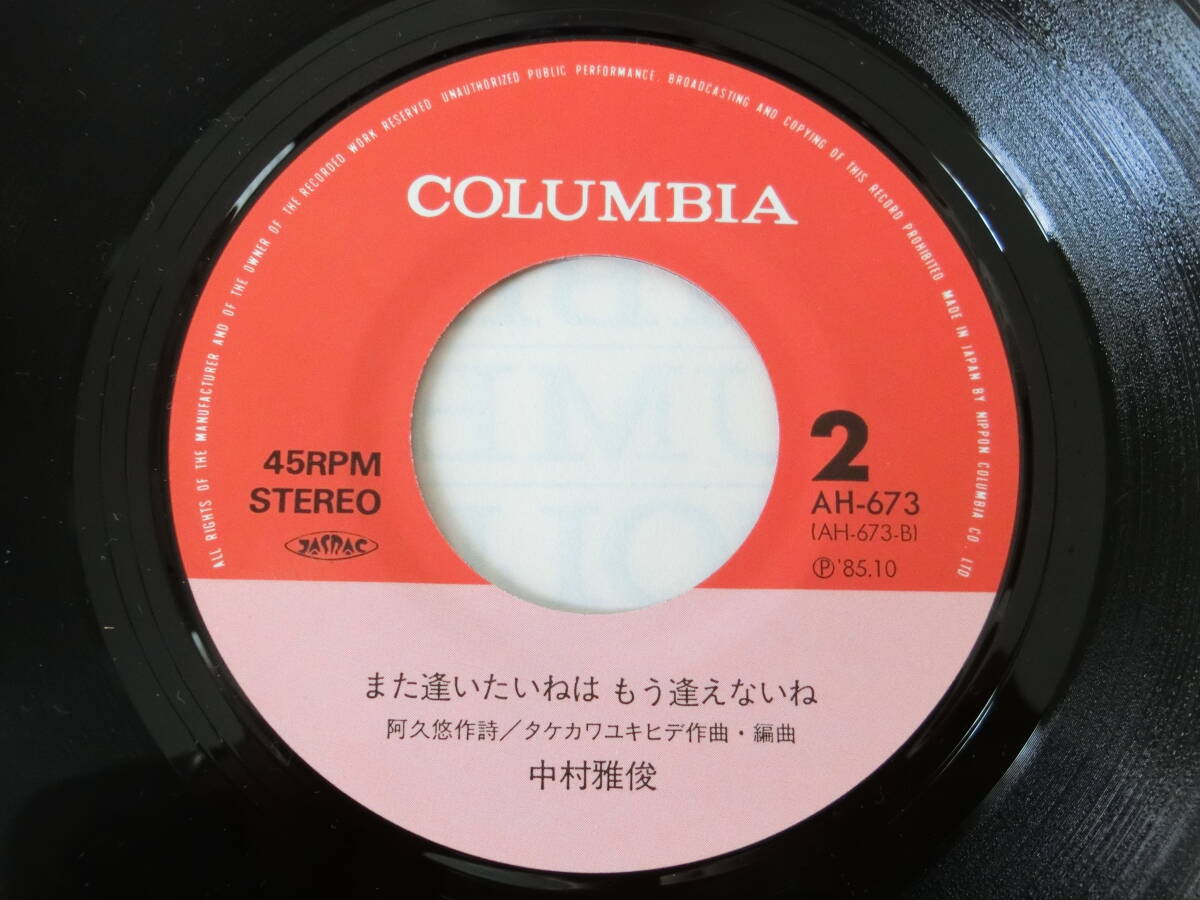 ALL RIGHTS OF THE MANUFACTURER AND OF THE OWNER OF THE RECORDED WORK RESERVED UNAUTHORIZED PUBLIC PERFORMANCE. BROADCASTING AND COPYING OF THIS RECORD PROHIBITED MADE IN JAPAN BY NIPPON COLUMBIA CO., LTD
COLUMBIA
45RPM
STEREO
JASRAC
2
AH-673
(AH-673-B)
Ⓟ'85.10
また逢いたいねは もう逢えないね
阿久悠作詩／タケカワユキヒデ作曲・編曲
中村雅俊